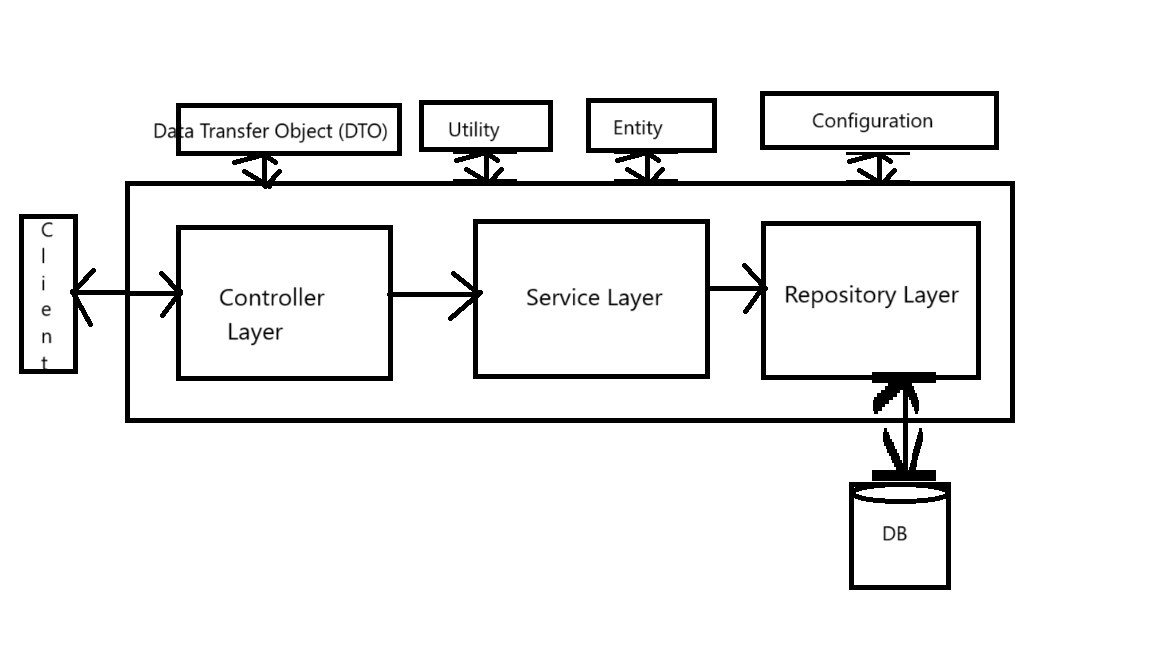 Data Transfer Object (DTO)
Utility
Entity
Configuration
C
l
i
e
n
t
Controller
Layer
Service Layer
Repository Layer
DB